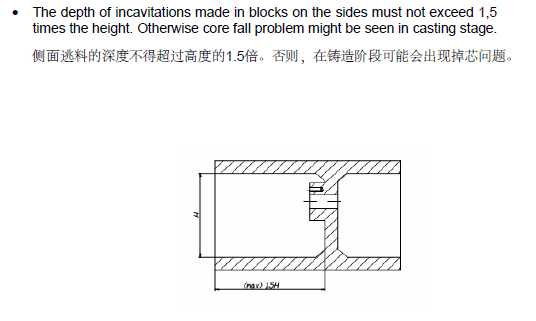 • The depth of incavitations made in blocks on the sides must not exceed 1,5
times the height. Otherwise core fall problem might be seen in casting stage.
侧面逃料的深度不得超过高度的1.5倍。否则，在铸造阶段可能会出现掉芯问题。
H
(max) 1.5H